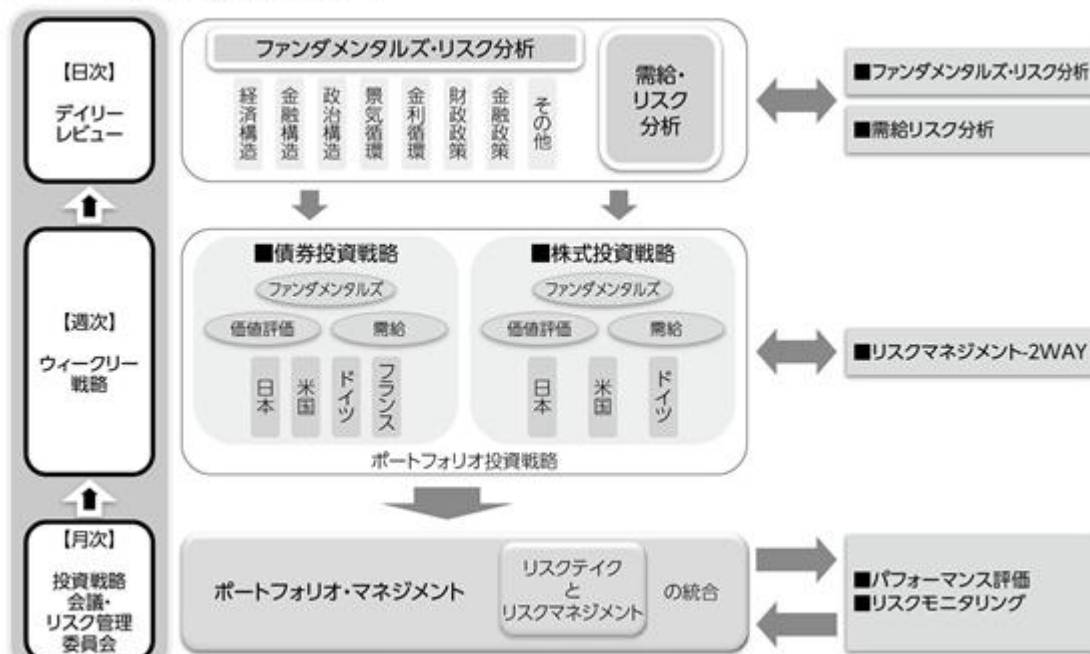 【日次】
デイリー
レビュー
ファンダメンタルズ・リスク分析
経済構造
金融構造
政治構造
景気循環
金利循環
財政政策
金融政策
その他
需給・
リスク
分析
■ファンダメンタルズ・リスク分析
■需給リスク分析
【週次】
ウィークリー
戦略
■債券投資戦略
ファンダメンタルズ
価値評価
需給
日本
米国
ドイツ
フランス
■株式投資戦略
ファンダメンタルズ
価値評価
需給
日本
米国
ドイツ
ポートフォリオ投資戦略
■リスクマネジメント-2WAY
【月次】
投資戦略
会議・
リスク管理
委員会
ポートフォリオ・マネジメント
リスクテイク
と
リスクマネジメント
の統合
■パフォーマンス評価
■リスクモニタリング